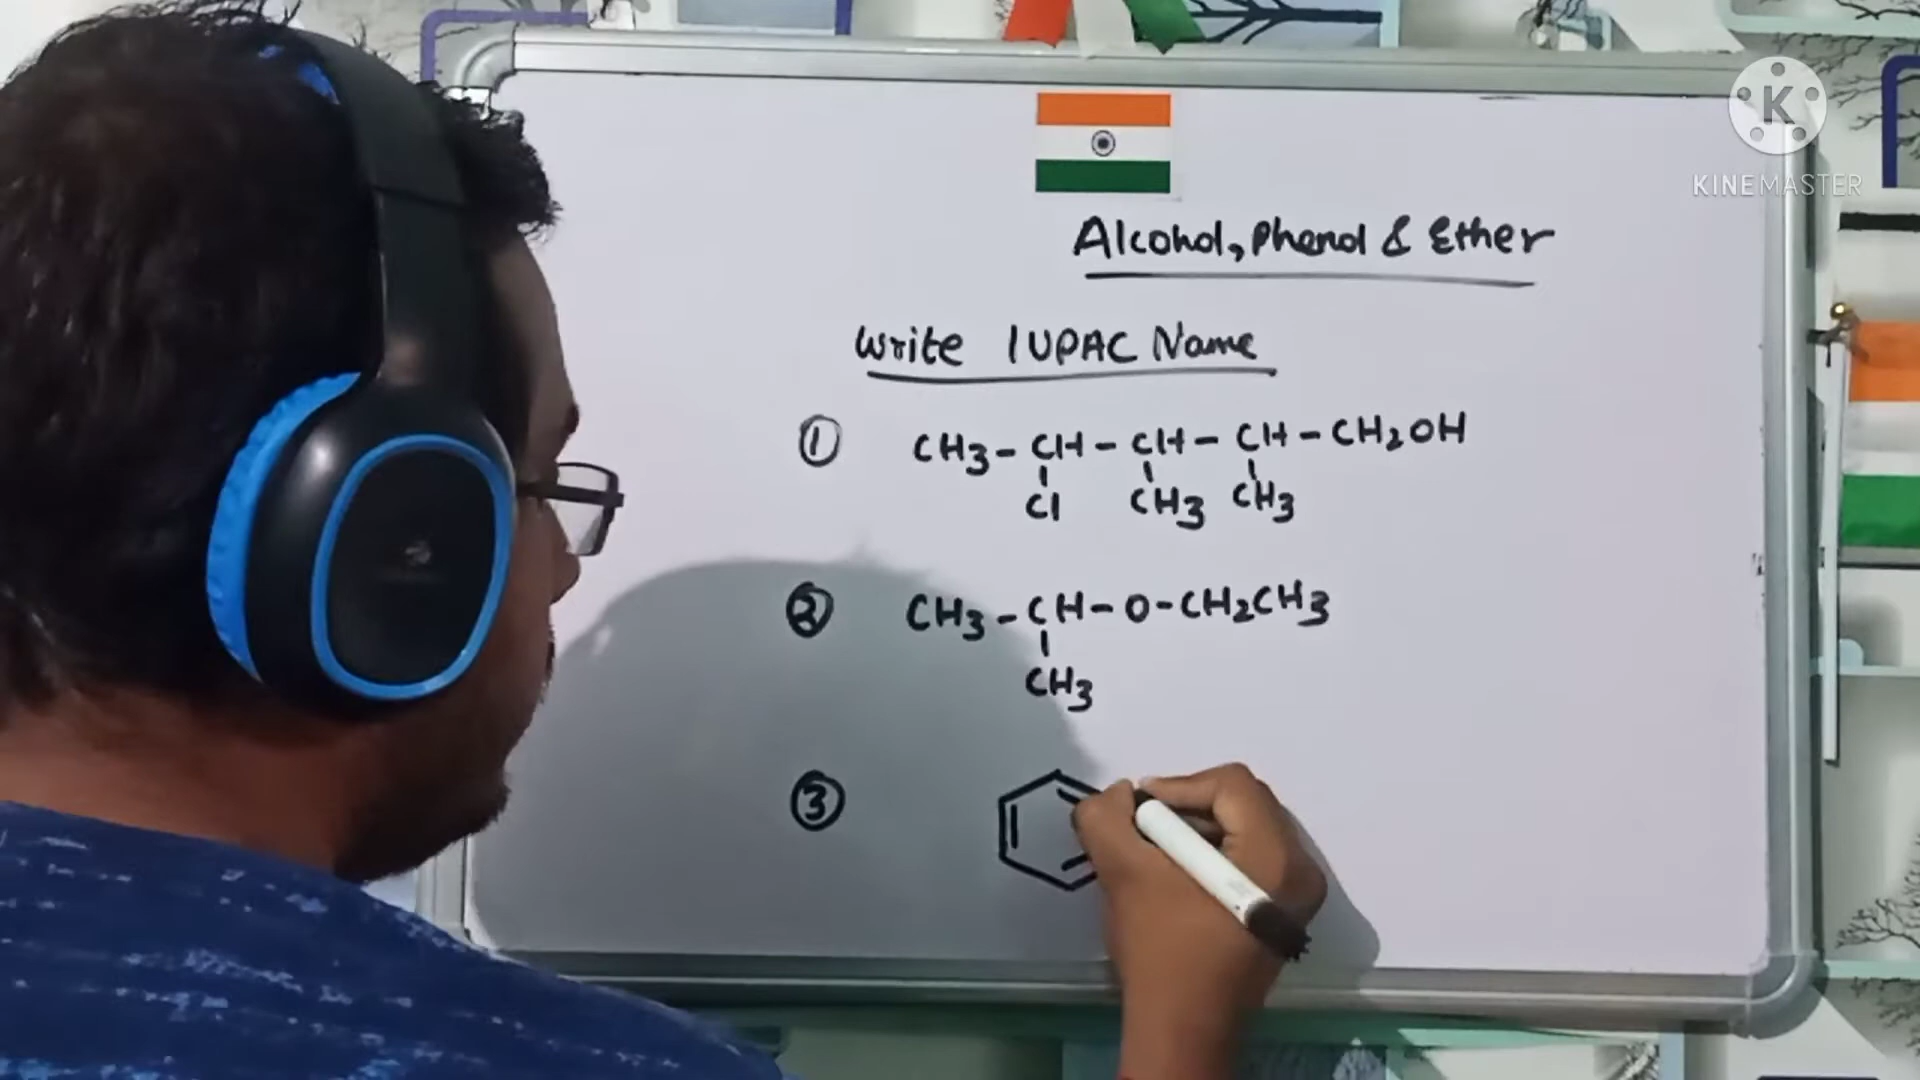 K
KINEMASTER
Alcohol, Phenol & Ether
Write IUPAC Name
① CH3-CH-CH-CH-CH2OH
Cl CH3 CH3
② CH3-CH-O-CH2CH3
CH3
③